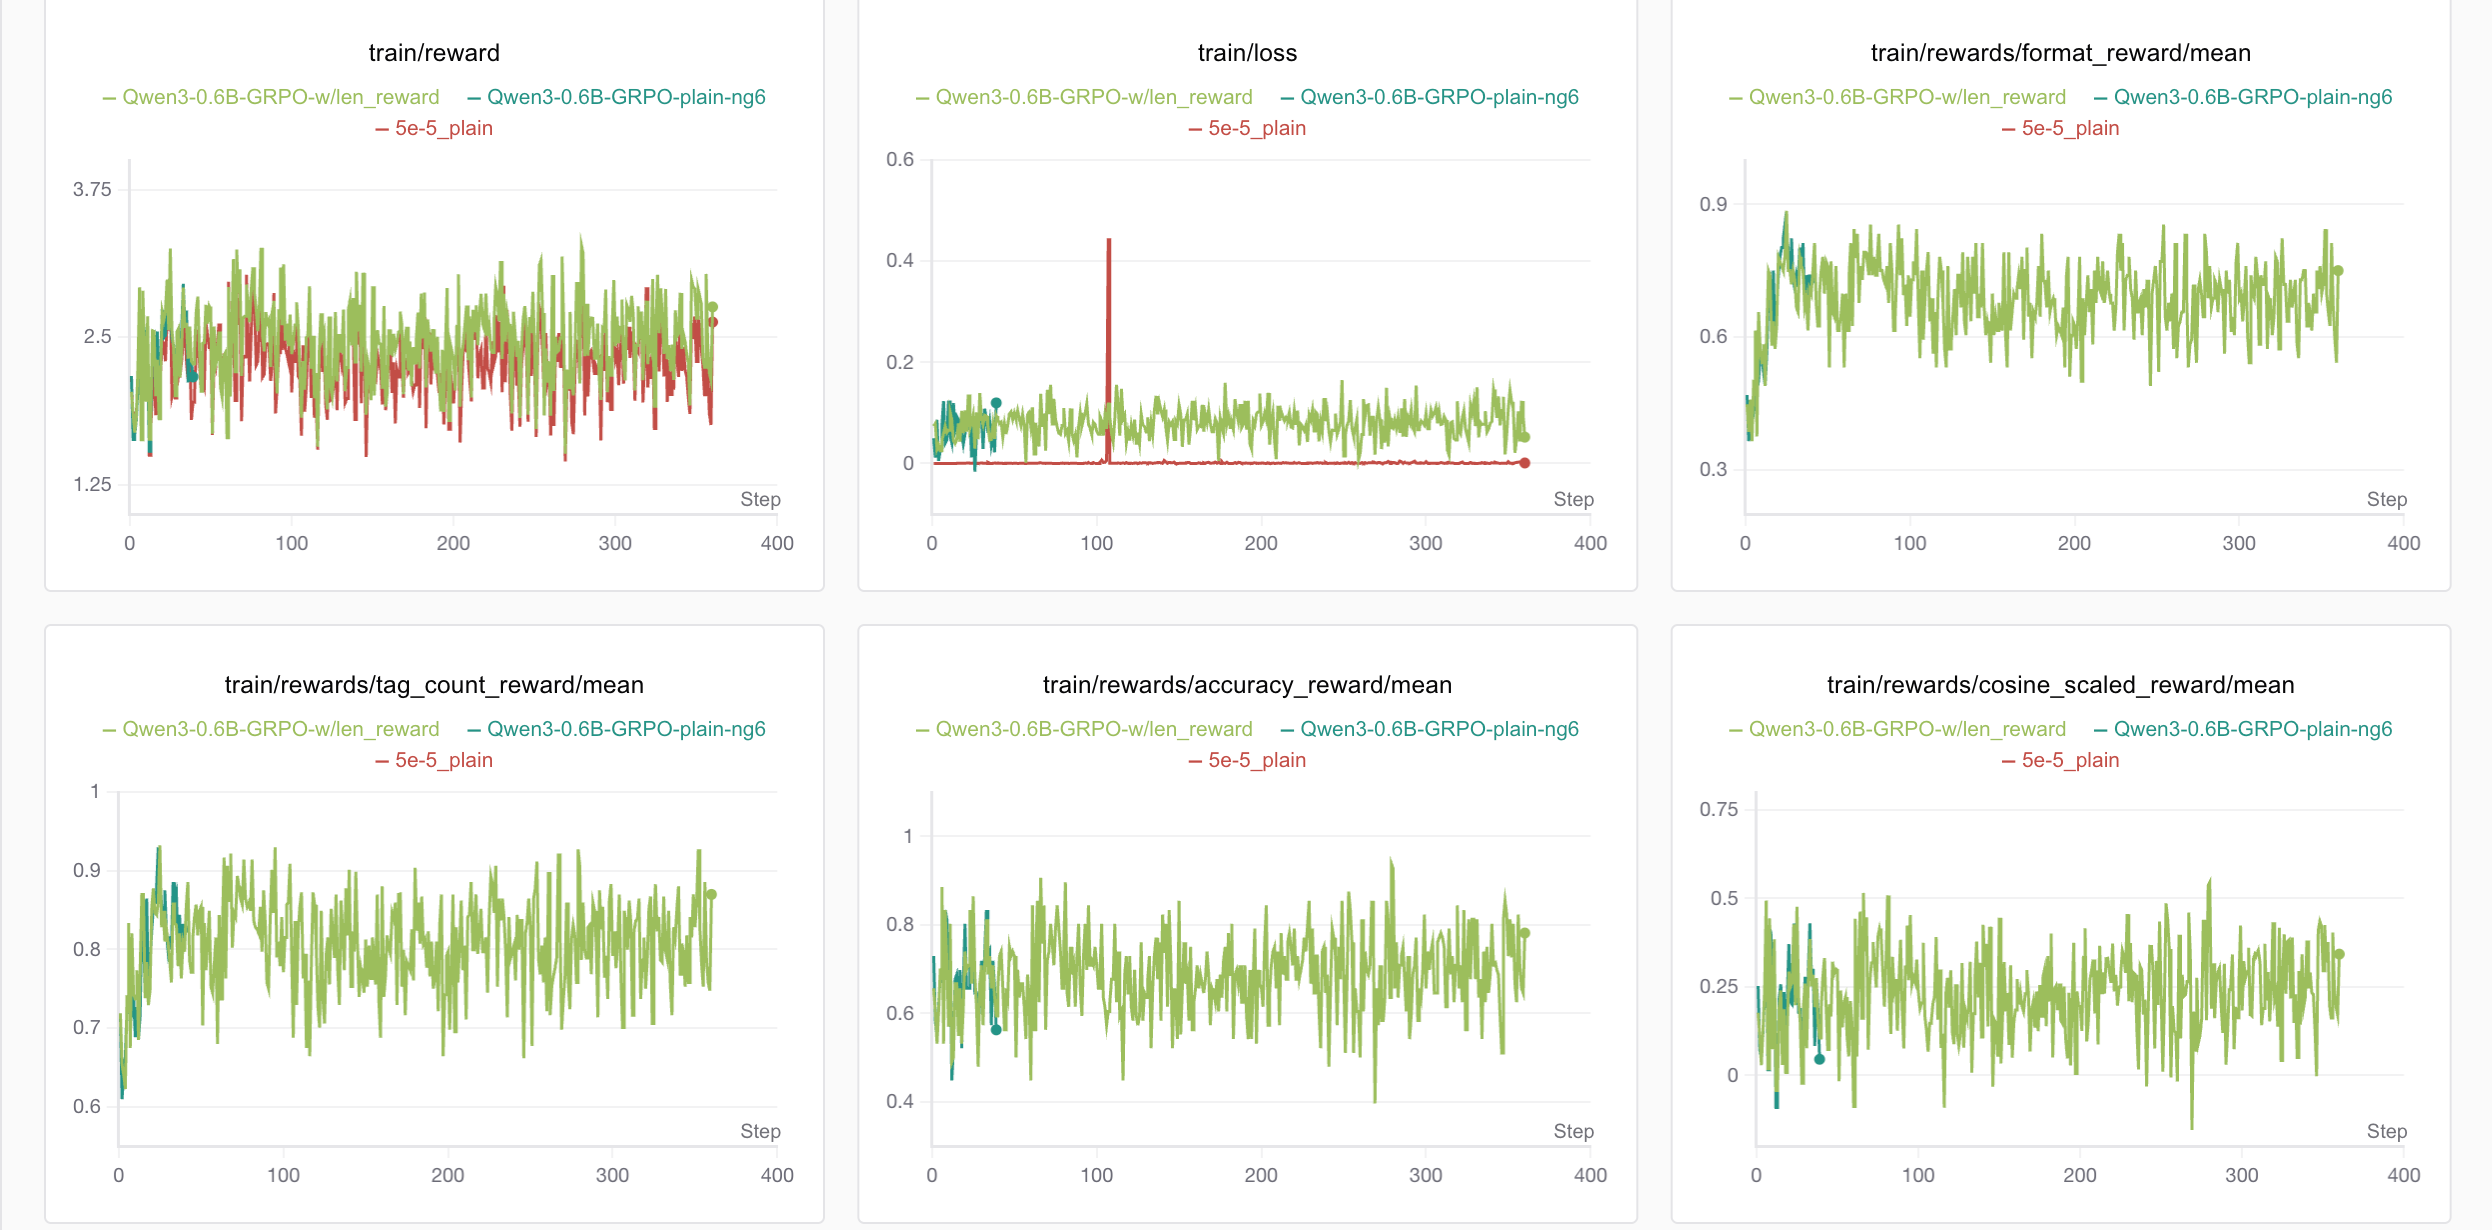 train/reward
Qwen3-0.6B-GRPO-w/len_reward Qwen3-0.6B-GRPO-plain-ng6
5e-5_plain
3.75
2.5
1.25
Step
0 100 200 300 400
train/loss
Qwen3-0.6B-GRPO-w/len_reward Qwen3-0.6B-GRPO-plain-ng6
5e-5_plain
0.6
0.4
0.2
0
Step
0 100 200 300 400
train/rewards/format_reward/mean
Qwen3-0.6B-GRPO-w/len_reward Qwen3-0.6B-GRPO-plain-ng6
5e-5_plain
0.9
0.6
0.3
Step
0 100 200 300 400
train/rewards/tag_count_reward/mean
Qwen3-0.6B-GRPO-w/len_reward Qwen3-0.6B-GRPO-plain-ng6
5e-5_plain
1
0.9
0.8
0.7
0.6
Step
0 100 200 300 400
train/rewards/accuracy_reward/mean
Qwen3-0.6B-GRPO-w/len_reward Qwen3-0.6B-GRPO-plain-ng6
5e-5_plain
1
0.8
0.6
0.4
Step
0 100 200 300 400
train/rewards/cosine_scaled_reward/mean
Qwen3-0.6B-GRPO-w/len_reward Qwen3-0.6B-GRPO-plain-ng6
5e-5_plain
0.75
0.5
0.25
0
Step
0 100 200 300 400